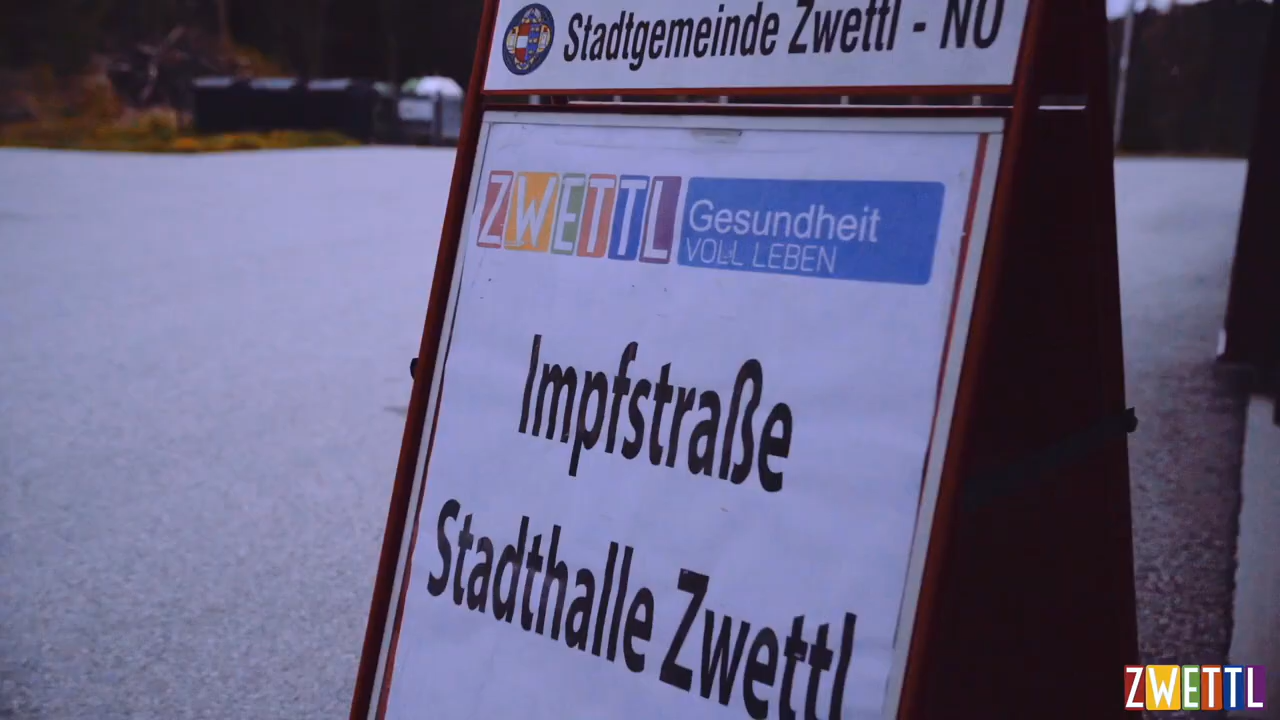 Stadtgemeinde Zwettl - NÖ
ZWETTL
Gesundheit
VOLL LEBEN
Impfstraße
Stadthalle Zwettl
ZWETTL